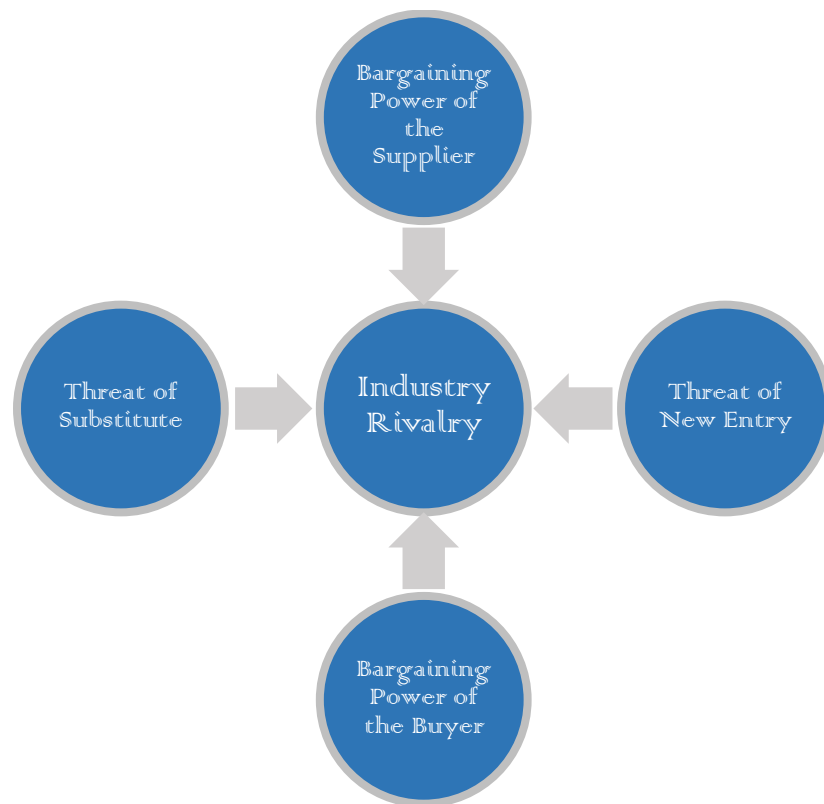 Bargaining
Power of
the
Supplier
Threat of
Substitute
Industry
Rivalry
Threat of
New Entry
Bargaining
Power of
the Buyer